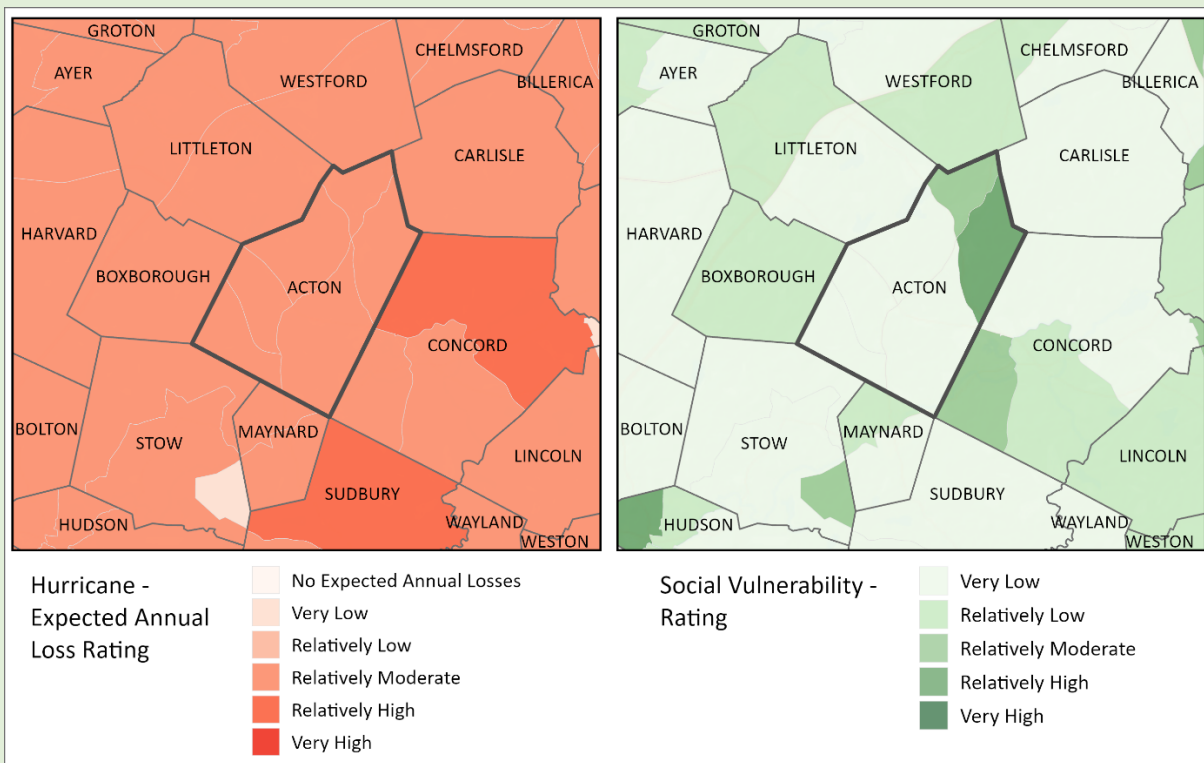 GROTON
AYER
WESTFORD
CHELMSFORD
BILLERICA
LITTLETON
CARLISLE
HARVARD
BOXBOROUGH
ACTON
CONCORD
BOLTON
STOW
MAYNARD
LINCOLN
SUDBURY
HUDSON
WAYLAND
WESTON
Hurricane -
Expected Annual
Loss Rating
No Expected Annual Losses
Very Low
Relatively Low
Relatively Moderate
Relatively High
Very High
GROTON
AYER
WESTFORD
CHELMSFORD
BILLERICA
LITTLETON
CARLISLE
HARVARD
BOXBOROUGH
ACTON
CONCORD
BOLTON
STOW
MAYNARD
LINCOLN
SUDBURY
HUDSON
WAYLAND
WESTON
Social Vulnerability -
Rating
Very Low
Relatively Low
Relatively Moderate
Relatively High
Very High